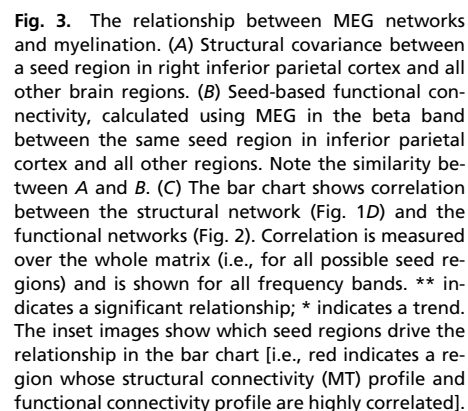 Fig. 3. The relationship between MEG networks
and myelination. (A) Structural covariance between
a seed region in right inferior parietal cortex and all
other brain regions. (B) Seed-based functional con-
nectivity, calculated using MEG in the beta band
between the same seed region in inferior parietal
cortex and all other regions. Note the similarity be-
tween A and B. (C) The bar chart shows correlation
between the structural network (Fig. 1D) and the
functional networks (Fig. 2). Correlation is measured
over the whole matrix (i.e., for all possible seed re-
gions) and is shown for all frequency bands. ** in-
dicates a significant relationship; * indicates a trend.
The inset images show which seed regions drive the
relationship in the bar chart [i.e., red indicates a re-
gion whose structural connectivity (MT) profile and
functional connectivity profile are highly correlated].